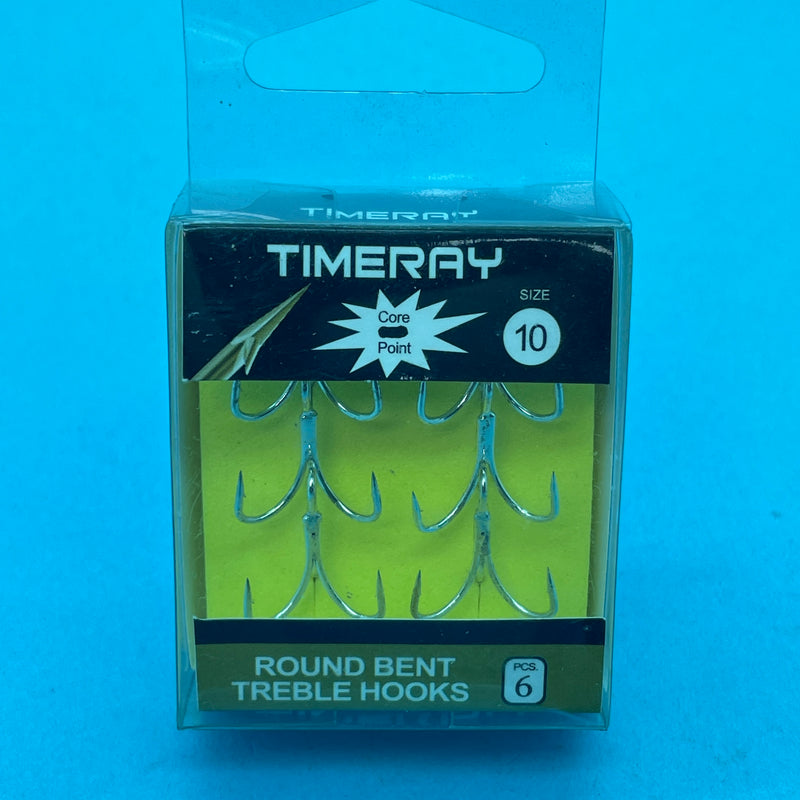 TIMERAY
TIMERAY
SIZE
Core
10
Point
ROUND BENT
TREBLE HOOKS
PCS.
6